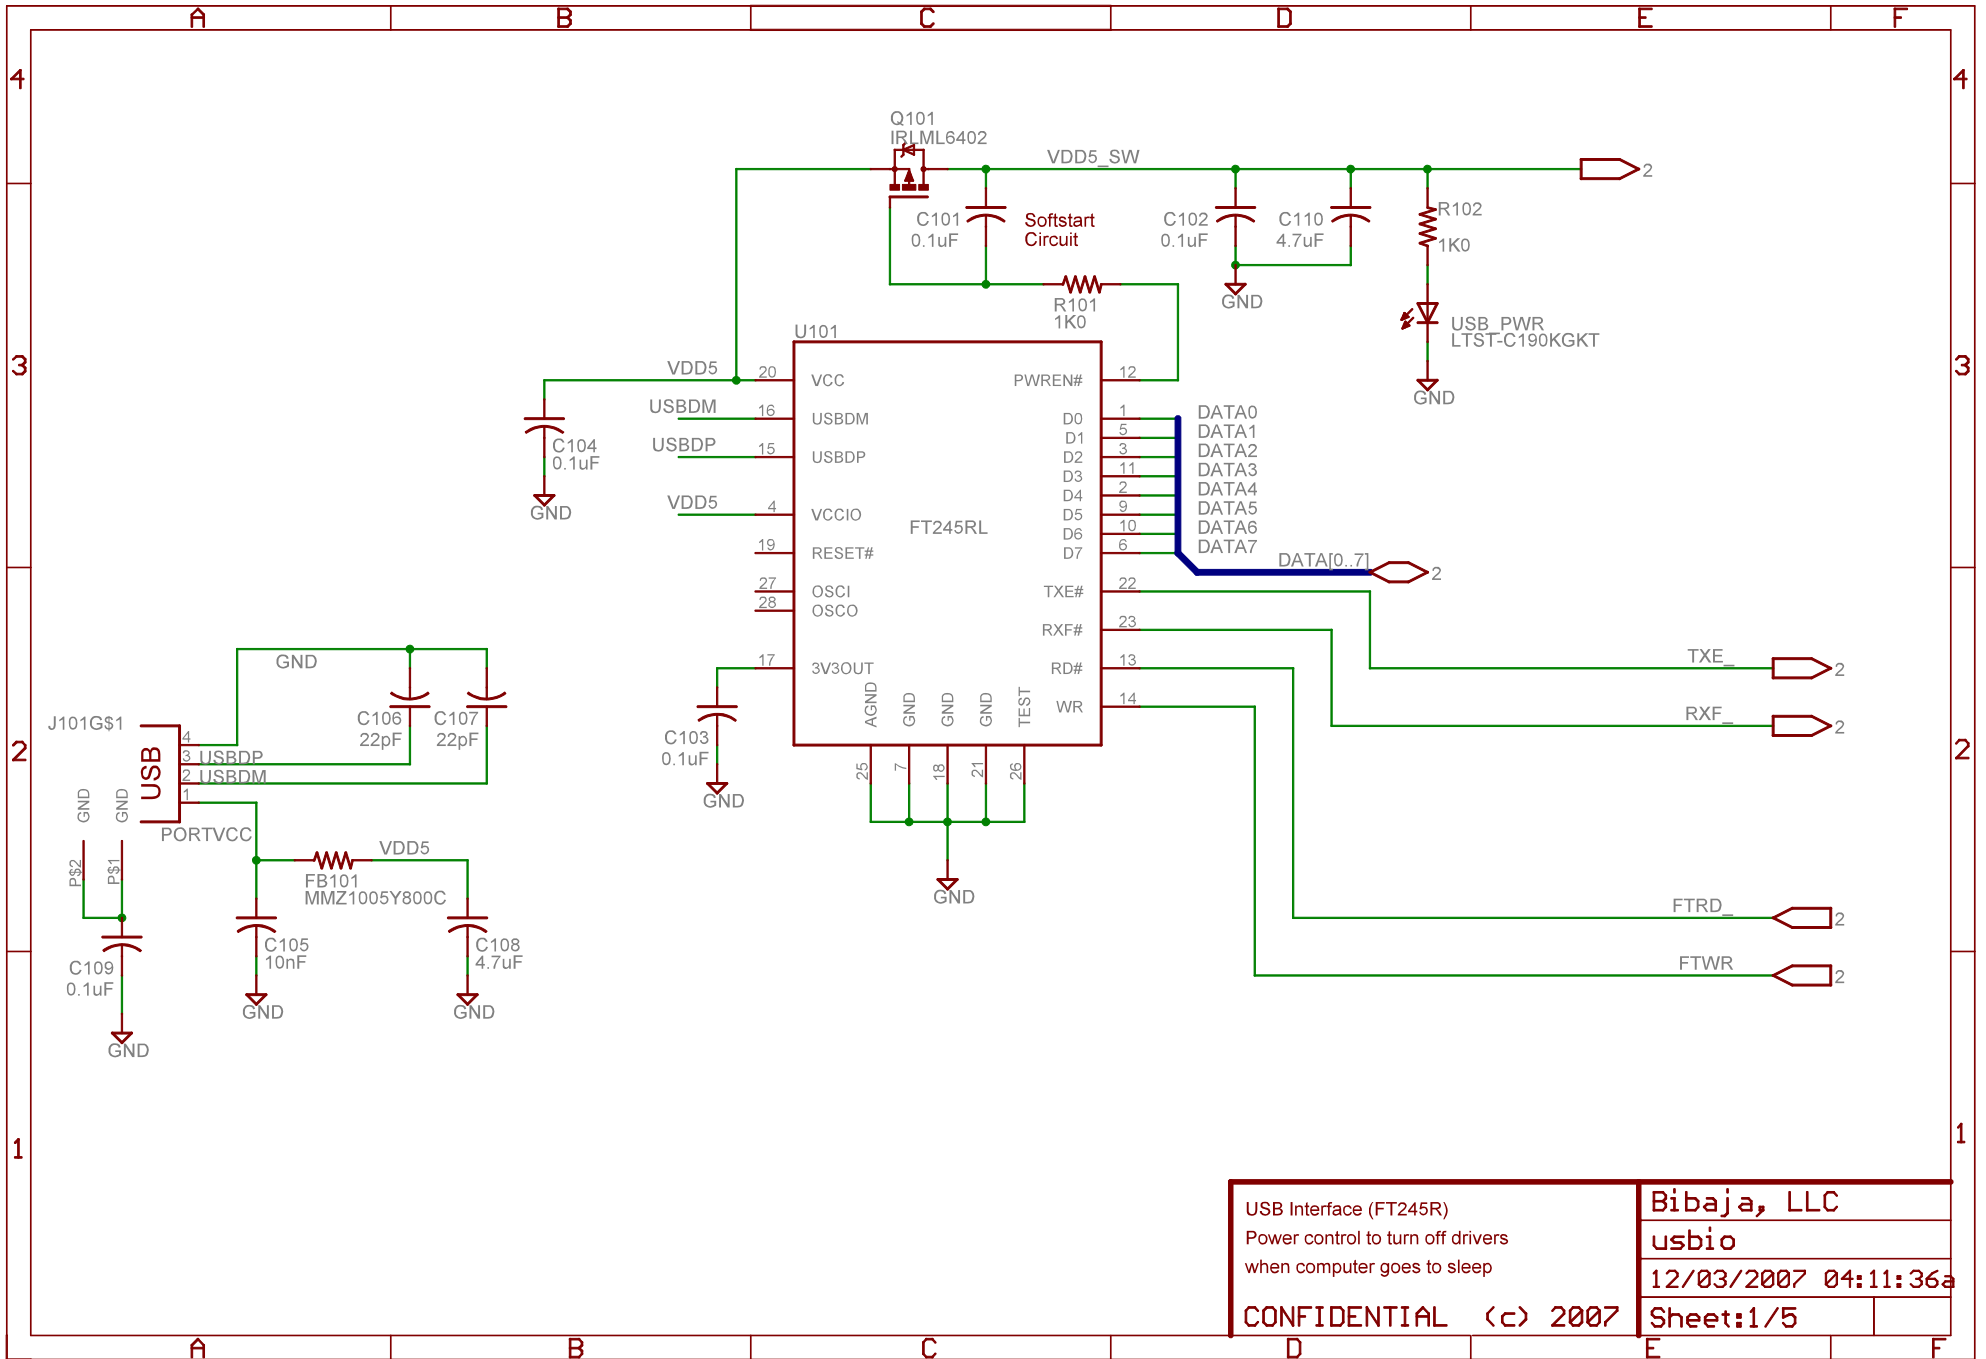 A B C D E F
4 4
Q101
IRLML6402
VDD5_SW
2
C101
0.1uF
Softstart
Circuit
C102
0.1uF
C110
4.7uF
R102
1K0
GND
R101
1K0
USB_PWR
LTST-C190KGKT
GND
3 3
U101
VDD5 20 VCC
PWREN# 12
USBDM 16 USBDM
USBDP 15 USBDP
VDD5 4 VCCIO
19 RESET#
27 OSCI
28 OSCO
17 3V3OUT
FT245RL
D0 1 DATA0
D1 5 DATA1
D2 3 DATA2
D3 11 DATA3
D4 2 DATA4
D5 9 DATA5
D6 10 DATA6
D7 6 DATA7
DATA[0..7] 2
TXE# 22
RXF# 23
RD# 13
WR 14
AGND GND GND GND TEST
25 7 18 21 26
GND
C104
0.1uF
GND
C103
0.1uF
GND
TXE_ 2
RXF_ 2
FTRD_ 2
FTWR 2
2 2
GND
C106
22pF
C107
22pF
J101G$1
USB
4
3 USBDP
2 USBDM
1
PORTVCC
GND GND
P$2 P$1
VDD5
FB101
MMZ1005Y800C
C105
10nF
GND
C108
4.7uF
GND
C109
0.1uF
GND
1 1
USB Interface (FT245R)
Power control to turn off drivers
when computer goes to sleep
CONFIDENTIAL (c) 2007
Bibaja, LLC
usbio
12/03/2007 04:11:36a
Sheet:1/5
A B C D E F